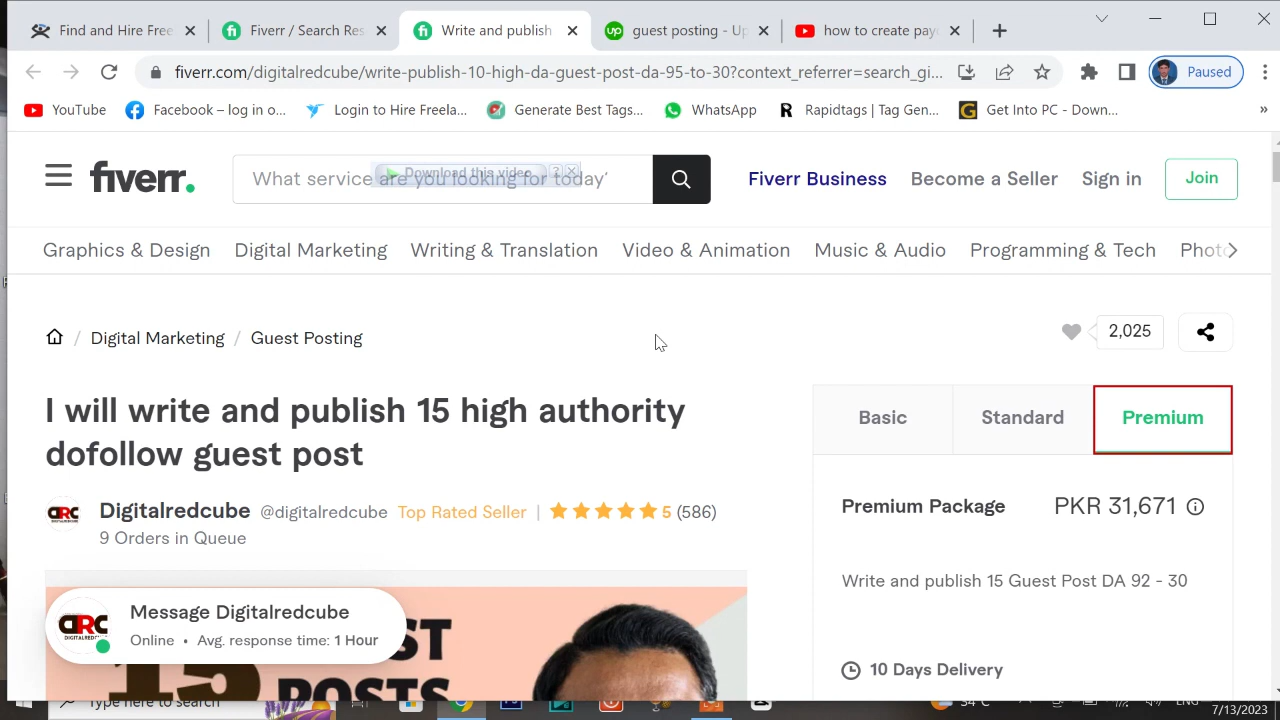 Find and Hire Free
Fiverr / Search Res
Write and publish
guest posting - Up
how to create pay
fiverr.com/digitalredcube/write-publish-10-high-da-guest-post-da-95-to-30?context_referrer=search_gi...
Paused
YouTube
Facebook – log in o...
Login to Hire Freela...
Generate Best Tags...
WhatsApp
Rapidtags | Tag Gen...
Get Into PC - Down...
»
fiverr.
What service are you looking for today?
Download this video
?
Fiverr Business
Become a Seller
Sign in
Join
Graphics & Design
Digital Marketing
Writing & Translation
Video & Animation
Music & Audio
Programming & Tech
Photo
/ Digital Marketing / Guest Posting
2,025
I will write and publish 15 high authority
dofollow guest post
Digitalredcube @digitalredcube Top Rated Seller | 5 (586)
9 Orders in Queue
Basic
Standard
Premium
Premium Package
PKR 31,671
Write and publish 15 Guest Post DA 92 - 30
10 Days Delivery
DRC
DRC
Message Digitalredcube
Online • Avg. response time: 1 Hour
15
POSTS
Type here to search
34°C
ENG
7/13/2023